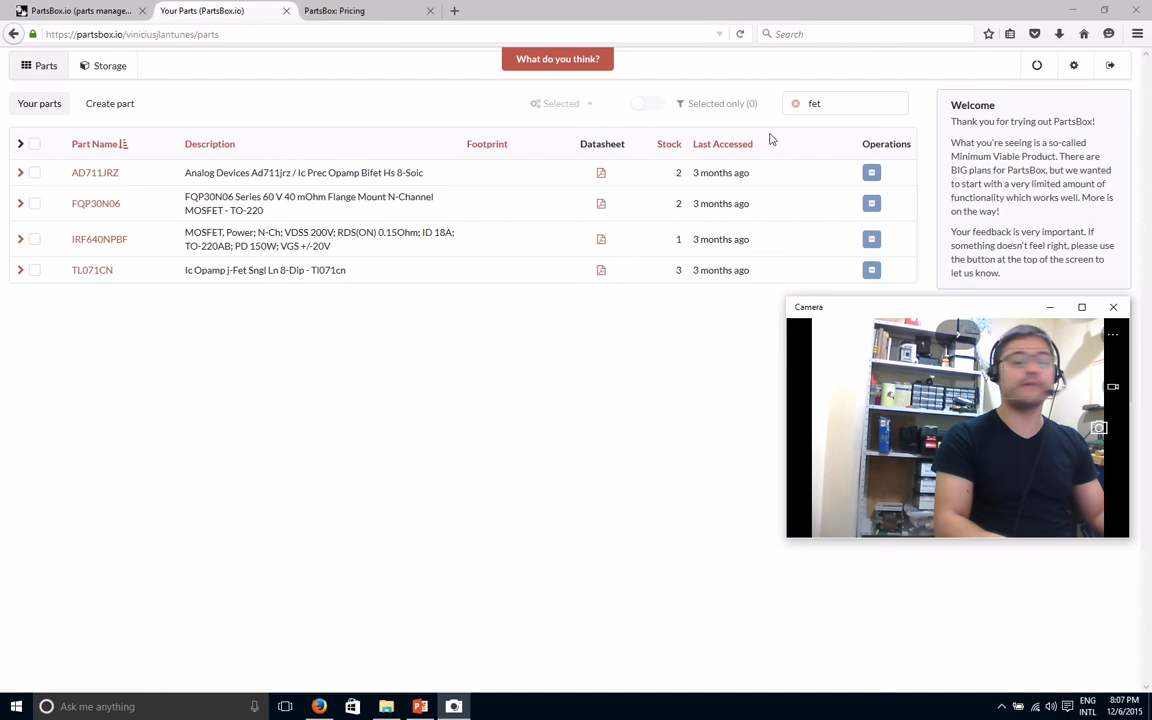 PartsBox.io (parts manage...
Your Parts (PartsBox.io)
PartsBox: Pricing
https://partsbox.io/viniciusjlantunes/parts
Search
What do you think?
Parts
Storage
Your parts
Create part
Selected
Selected only (0)
fet
Part Name
Description
Footprint
Datasheet
Stock
Last Accessed
Operations
AD711JRZ
Analog Devices Ad711jrz / Ic Prec Opamp Bifet Hs 8-Soic
2
3 months ago
FQP30N06
FQP30N06 Series 60 V 40 mOhm Flange Mount N-Channel
MOSFET - TO-220
2
3 months ago
IRF640NPBF
MOSFET, Power; N-Ch; VDSS 200V; RDS(ON) 0.15Ohm; ID 18A;
TO-220AB; PD 150W; VGS +/-20V
1
3 months ago
TL071CN
Ic Opamp j-Fet Sngl Ln 8-Dip - Tl071cn
3
3 months ago
Welcome
Thank you for trying out PartsBox!
What you're seeing is a so-called
Minimum Viable Product. There are
BIG plans for PartsBox, but we wanted
to start with a very limited amount of
functionality which works well. More is
on the way!
Your feedback is very important. If
something doesn't feel right, please use
the button at the top of the screen to
let us know.
Camera
Ask me anything
ENG
INTL
8:07 PM
12/6/2015